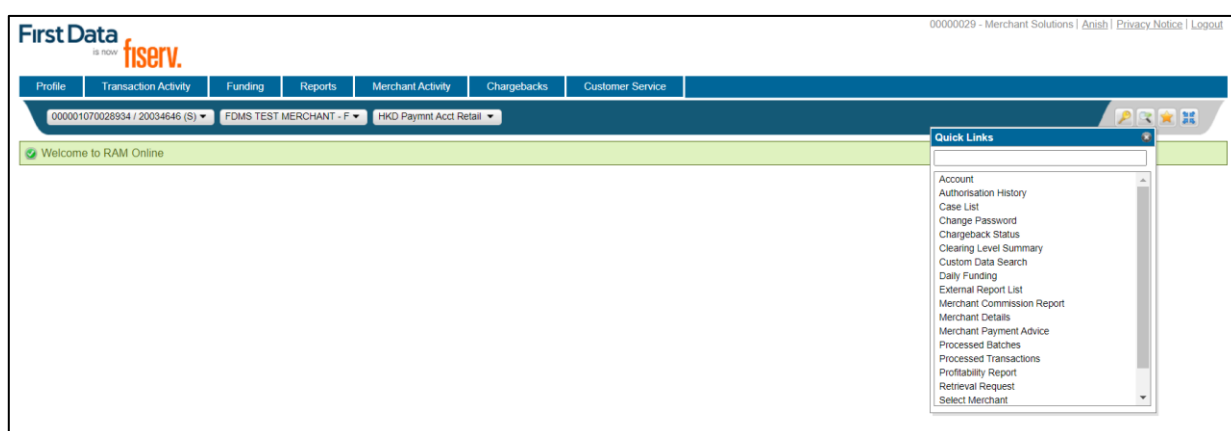 First Data
is now fiserv.
00000029 - Merchant Solutions | Anish | Privacy Notice | Logout
Profile Transaction Activity Funding Reports Merchant Activity Chargebacks Customer Service
000001070028934 / 20034646 (S) FDMS TEST MERCHANT - F HKD Paymnt Acct Retail
Welcome to RAM Online
Quick Links
Account
Authorisation History
Case List
Change Password
Chargeback Status
Clearing Level Summary
Custom Data Search
Daily Funding
External Report List
Merchant Commission Report
Merchant Details
Merchant Payment Advice
Processed Batches
Processed Transactions
Profitability Report
Retrieval Request
Select Merchant